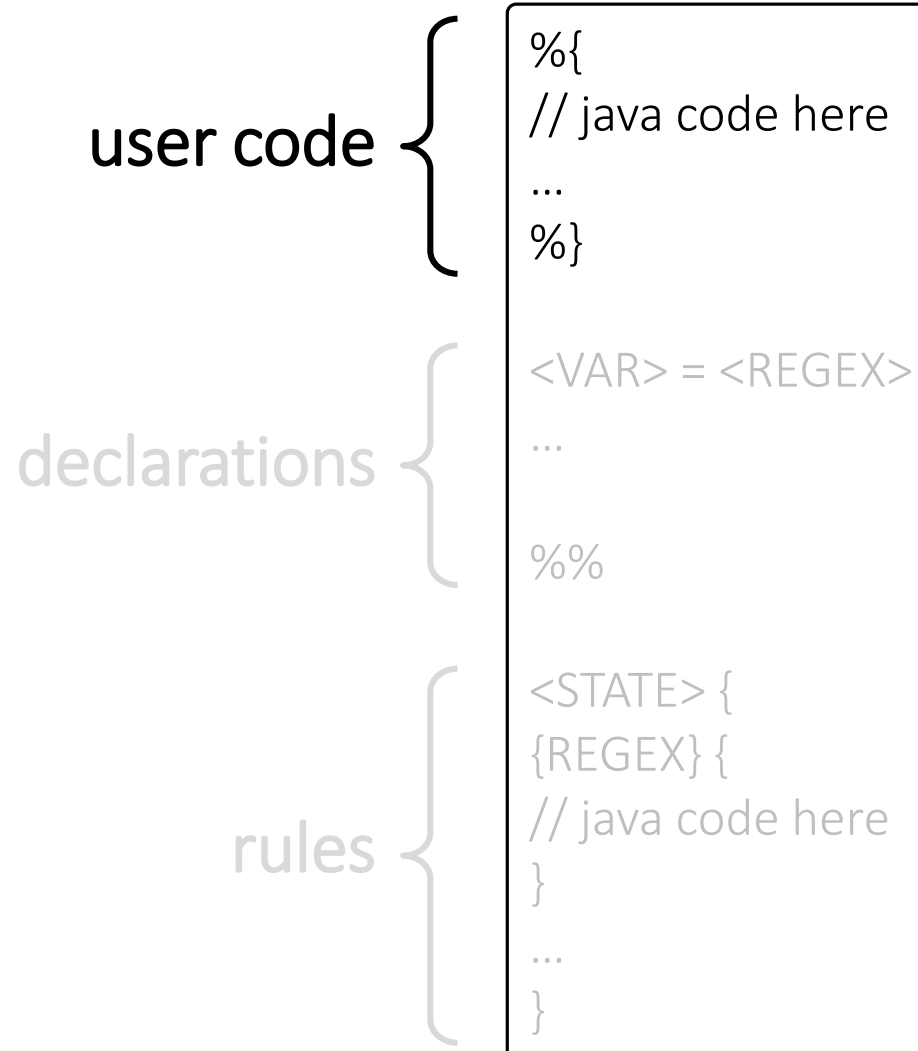 user code
%{
// java code here
...
%}
declarations
<VAR> = <REGEX>
...
%%
rules
<STATE> {
{REGEX} {
// java code here
}
...
}